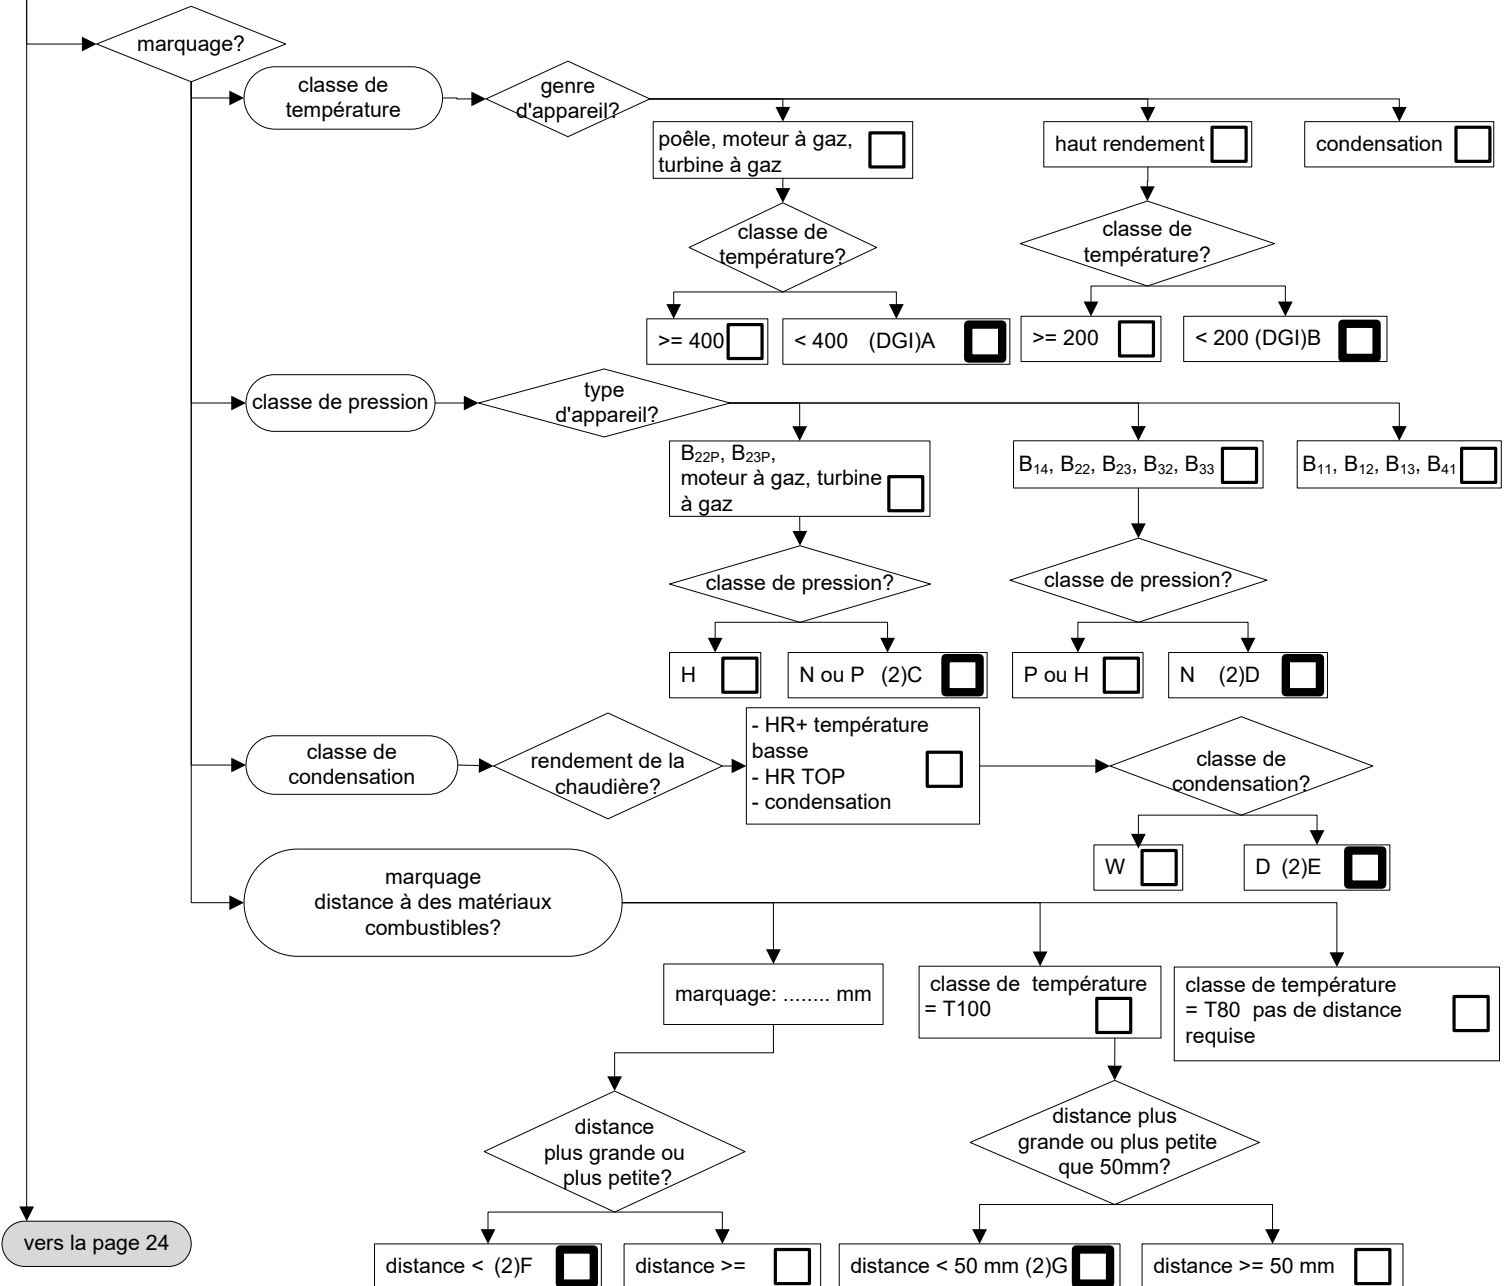 marquage?
classe de
température
genre
d'appareil?
poêle, moteur à gaz,
turbine à gaz
haut rendement
condensation
classe de
température?
classe de
température?
>= 400
< 400 (DGI)A
>= 200
< 200 (DGI)B
classe de pression
type
d'appareil?
B22P, B23P,
moteur à gaz, turbine
à gaz
B14, B22, B23, B32, B33
B11, B12, B13, B41
classe de pression?
classe de pression?
H
N ou P (2)C
P ou H
N (2)D
classe de
condensation
rendement de la
chaudière?
- HR+ température
basse
- HR TOP
- condensation
classe de
condensation?
W
D (2)E
marquage
distance à des matériaux
combustibles?
marquage: ........ mm
classe de température
= T100
classe de température
= T80 pas de distance
requise
distance
plus grande ou
plus petite?
distance plus
grande ou plus petite
que 50mm?
vers la page 24
distance < (2)F
distance >=
distance < 50 mm (2)G
distance >= 50 mm